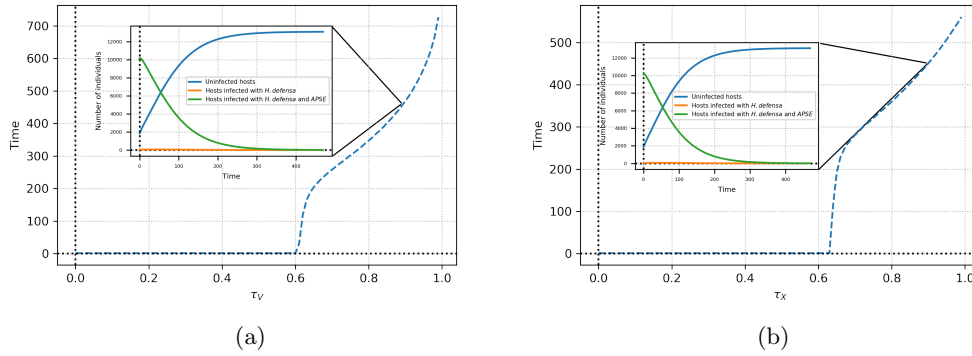 700
600
500
400
300
200
100
0
Time
0.0 0.2 0.4 0.6 0.8 1.0
τV
12000
10000
8000
6000
4000
2000
0
Number of individuals
Uninfected hosts
Hosts infected with H. defensa
Hosts infected with H. defensa and APSE
0 100 200 300 400
Time
(a)
500
400
300
200
100
0
Time
0.0 0.2 0.4 0.6 0.8 1.0
τX
12000
10000
8000
6000
4000
2000
0
Number of individuals
Uninfected hosts
Hosts infected with H. defensa
Hosts infected with H. defensa and APSE
0 100 200 300 400
Time
(b)